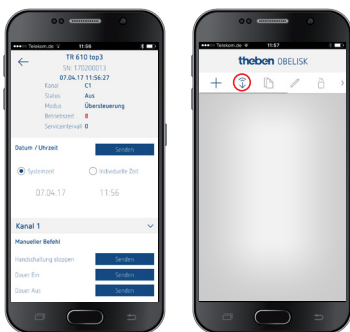 Telekom.de 11:56
TR 610 top3
SN: 170200013
07.04.17 11:56:27
Kanal C1
Status Aus
Modus Übersteuerung
Betriebszeit 8
Serviceintervall 0
Datum / Uhrzeit Senden
Systemzeit Individuelle Zeit
07.04.17 11:56
Kanal 1
Manueller Befehl
Handschaltung stoppen Senden
Dauer Ein Senden
Dauer Aus Senden
Telekom.de 11:57
theben OBELISK